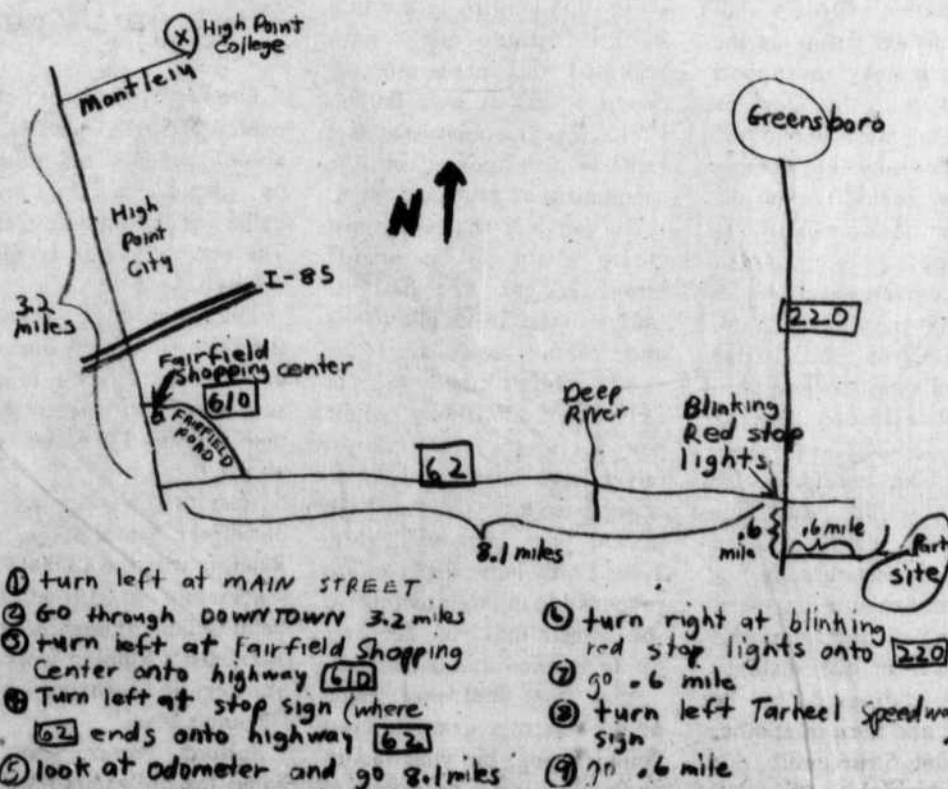 X
High Point
College
Montlely
Greensboro
N
High
Point
City
I-85
3.2
miles
220
Fairfield
Shopping center
610
FAIRFIELD
ROAD
Deep
River
Blinking
Red stop
lights
62
8.1 miles
.6
mile
.6 mile
Part
site
① turn left at MAIN STREET
② GO through DOWNTOWN 3.2 miles
③ turn left at Fairfield Shopping
Center onto highway 610
④ Turn left at stop sign (where
62 ends onto highway 62
⑤ look at odometer and go 8.1 miles
⑥ turn right at blinking
red stop lights onto 220
⑦ go .6 mile
⑧ turn left Tarheel Speedwa
sign
⑨ go .6 mile